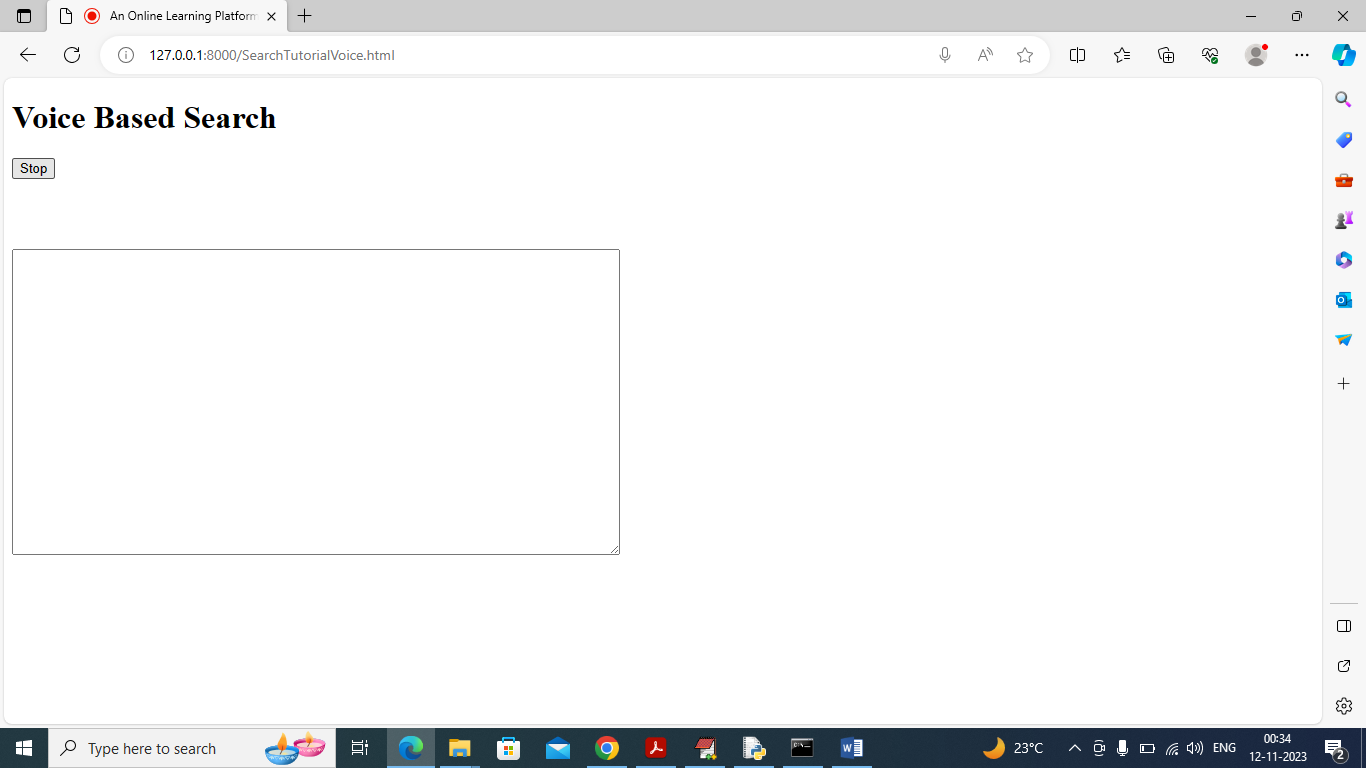 An Online Learning Platform
127.0.0.1:8000/SearchTutorialVoice.html
Voice Based Search
Stop
Type here to search
23°C
ENG
00:34
12-11-2023
2